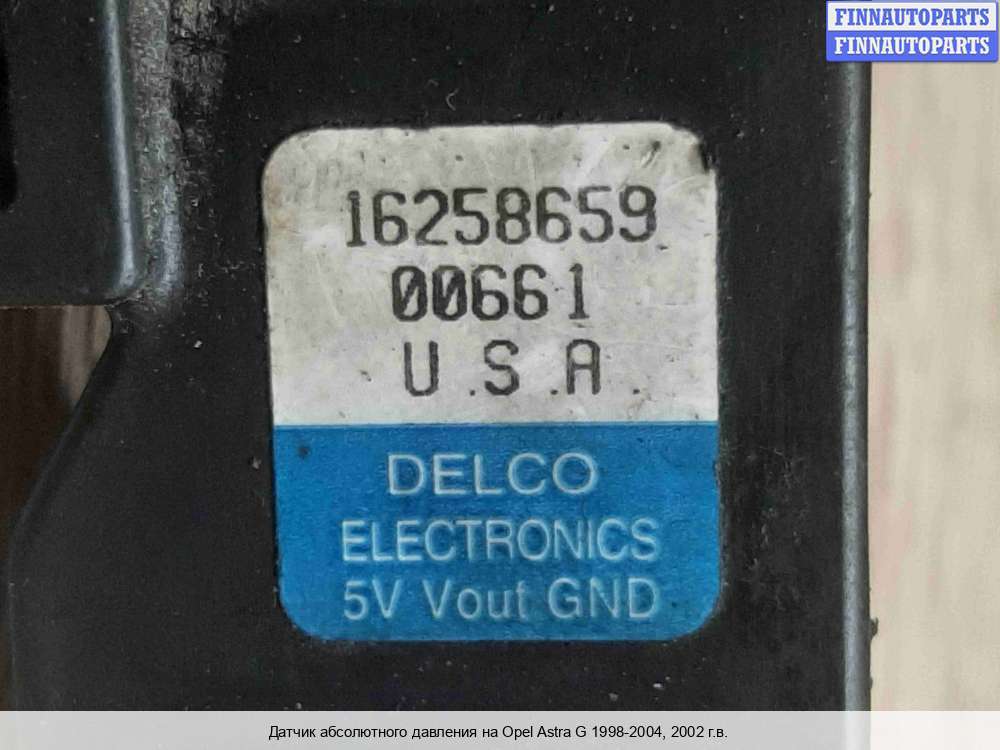 FINNAUTOPARTS
FINNAUTOPARTS
16258659
00661
U.S.A.
DELCO
ELECTRONICS
5V Vout GND
Датчик абсолютного давления на Opel Astra G 1998-2004, 2002 г.в.